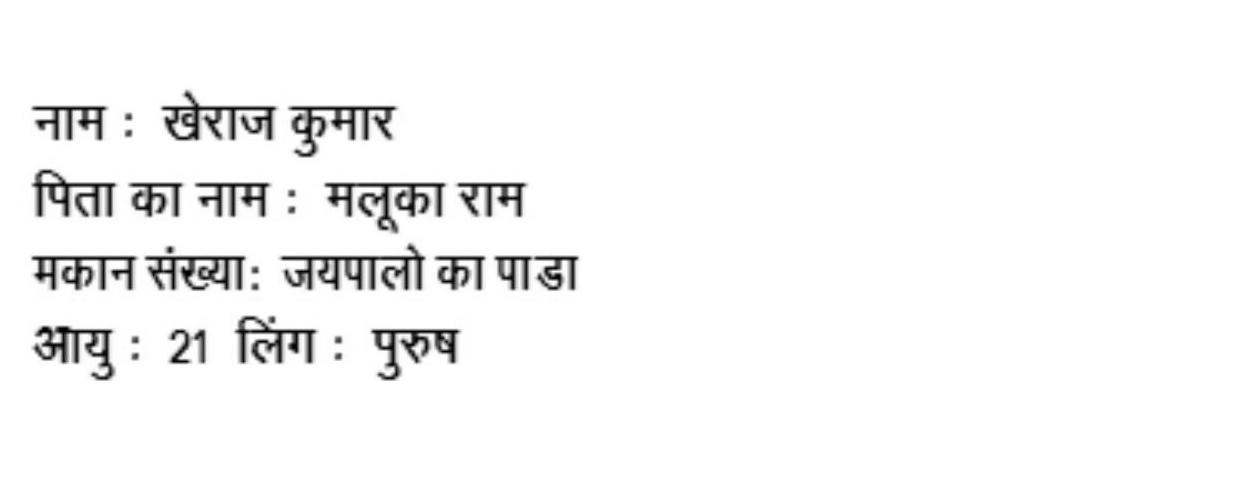 नाम : खेराज कुमार
पिता का नाम : मलूका राम
मकान संख्या: जयपालो का पाडा
आयु : 21 लिंग : पुरुष